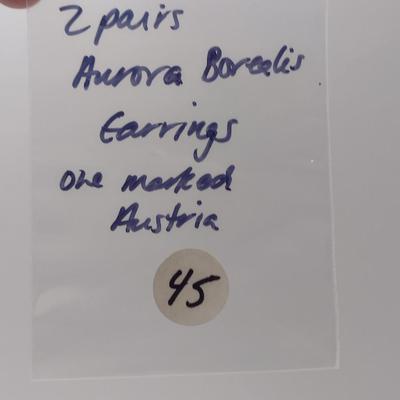 2 pairs
Aurora Borealis
Earrings
one marked
Austria
45